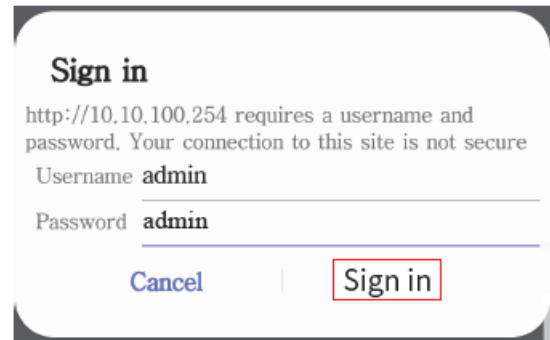 Sign in
http://10.10.100.254 requires a username and
password. Your connection to this site is not secure
Username admin
Password admin
Cancel Sign in